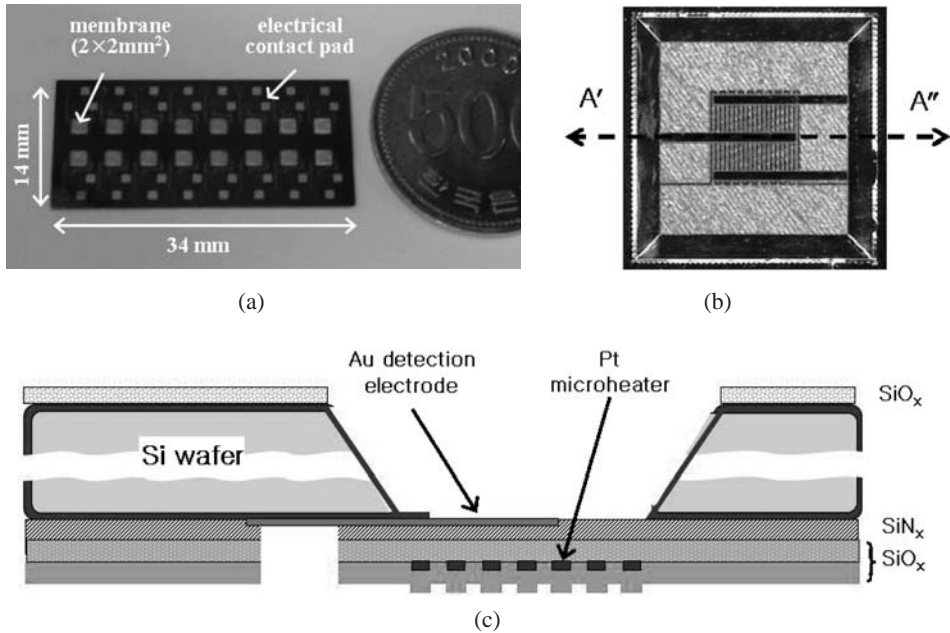 membrane
(2×2mm²)
electrical
contact pad
500
14 mm
34 mm
(a)
A′
A″
(b)
Au detection
electrode
Pt
microheater
SiOₓ
Si wafer
SiNₓ
SiOₓ
(c)